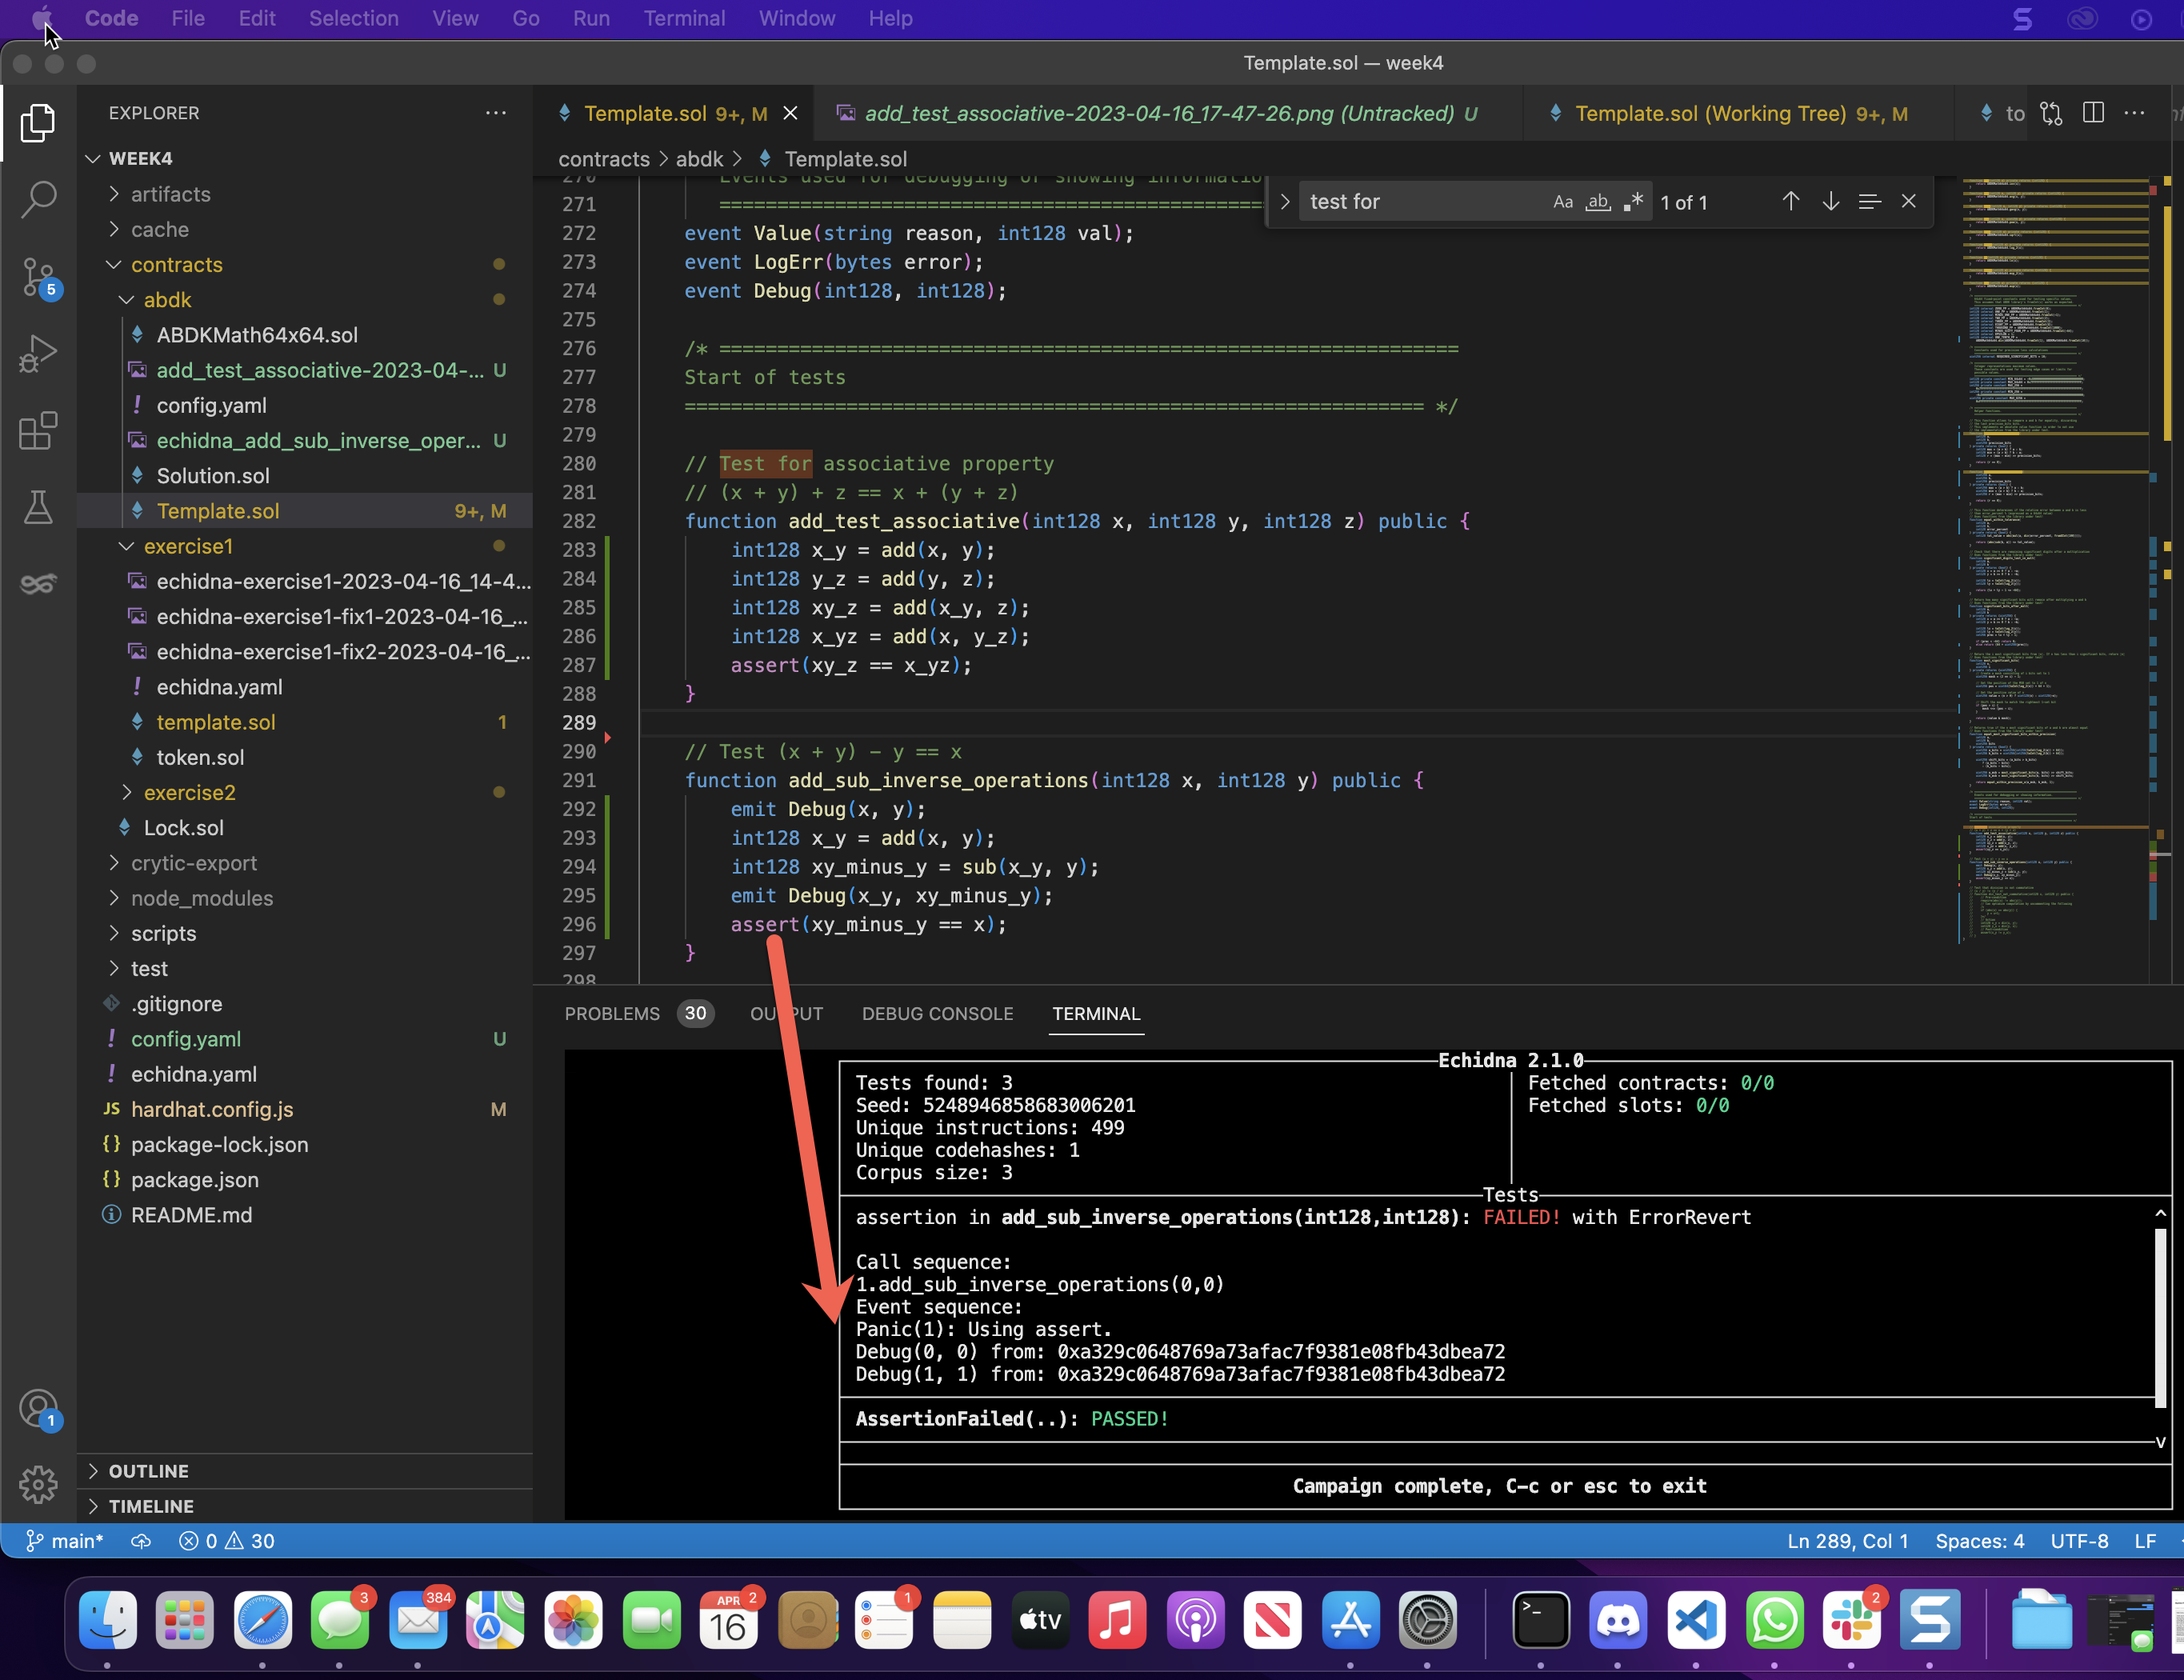 Code File Edit Selection View Go Run Terminal Window Help
Template.sol — week4
EXPLORER
Template.sol 9+, M
add_test_associative-2023-04-16_17-47-26.png (Untracked) U
Template.sol (Working Tree) 9+, M
to
contracts > abdk > Template.sol
test for
Aa ab .*
1 of 1
WEEK4
artifacts
cache
contracts
abdk
ABDKMath64x64.sol
add_test_associative-2023-04-... U
config.yaml
echidna_add_sub_inverse_oper... U
Solution.sol
Template.sol 9+, M
exercise1
echidna-exercise1-2023-04-16_14-4...
echidna-exercise1-fix1-2023-04-16_...
echidna-exercise1-fix2-2023-04-16_...
echidna.yaml
template.sol 1
token.sol
exercise2
Lock.sol
crytic-export
node_modules
scripts
test
.gitignore
config.yaml U
echidna.yaml
JS hardhat.config.js M
{} package-lock.json
{} package.json
README.md
OUTLINE
TIMELINE
5
1
270 Events used for debugging or showing informatio
271 ===============================================
272 event Value(string reason, int128 val);
273 event LogErr(bytes error);
274 event Debug(int128, int128);
275
276 /* ================================================================
277 Start of tests
278 ================================================================ */
279
280 // Test for associative property
281 // (x + y) + z == x + (y + z)
282 function add_test_associative(int128 x, int128 y, int128 z) public {
283 int128 x_y = add(x, y);
284 int128 y_z = add(y, z);
285 int128 xy_z = add(x_y, z);
286 int128 x_yz = add(x, y_z);
287 assert(xy_z == x_yz);
288 }
289
290 // Test (x + y) - y == x
291 function add_sub_inverse_operations(int128 x, int128 y) public {
292 emit Debug(x, y);
293 int128 x_y = add(x, y);
294 int128 xy_minus_y = sub(x_y, y);
295 emit Debug(x_y, xy_minus_y);
296 assert(xy_minus_y == x);
297 }
298
PROBLEMS 30 OUTPUT DEBUG CONSOLE TERMINAL
Echidna 2.1.0
Tests found: 3
Seed: 5248946858683006201
Unique instructions: 499
Unique codehashes: 1
Corpus size: 3
Fetched contracts: 0/0
Fetched slots: 0/0
Tests
assertion in add_sub_inverse_operations(int128,int128): FAILED! with ErrorRevert
Call sequence:
1.add_sub_inverse_operations(0,0)
Event sequence:
Panic(1): Using assert.
Debug(0, 0) from: 0xa329c0648769a73afac7f9381e08fb43dbea72
Debug(1, 1) from: 0xa329c0648769a73afac7f9381e08fb43dbea72
AssertionFailed(..): PASSED!
Campaign complete, C-c or esc to exit
main* 0 30
Ln 289, Col 1 Spaces: 4 UTF-8 LF
3
384
APR 2
16
1
tv
2